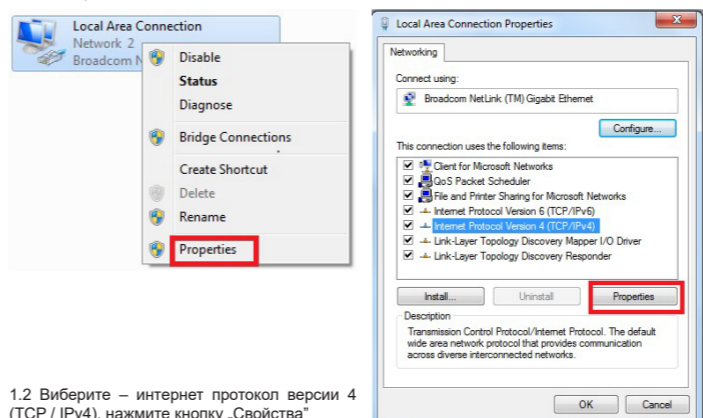 Local Area Connection
Network 2
Broadcom N
Disable
Status
Diagnose
Bridge Connections
Create Shortcut
Delete
Rename
Properties
Local Area Connection Properties
Networking
Connect using:
Broadcom NetLink (TM) Gigabit Ethernet
Configure...
This connection uses the following items:
Client for Microsoft Networks
QoS Packet Scheduler
File and Printer Sharing for Microsoft Networks
Internet Protocol Version 6 (TCP/IPv6)
Internet Protocol Version 4 (TCP/IPv4)
Link-Layer Topology Discovery Mapper I/O Driver
Link-Layer Topology Discovery Responder
Install...
Uninstall
Properties
Description
Transmission Control Protocol/Internet Protocol. The default
wide area network protocol that provides communication
across diverse interconnected networks.
OK
Cancel
1.2 Виберите – интернет протокол версии 4
(TCP / IPv4), нажмите кнопку „Свойства”